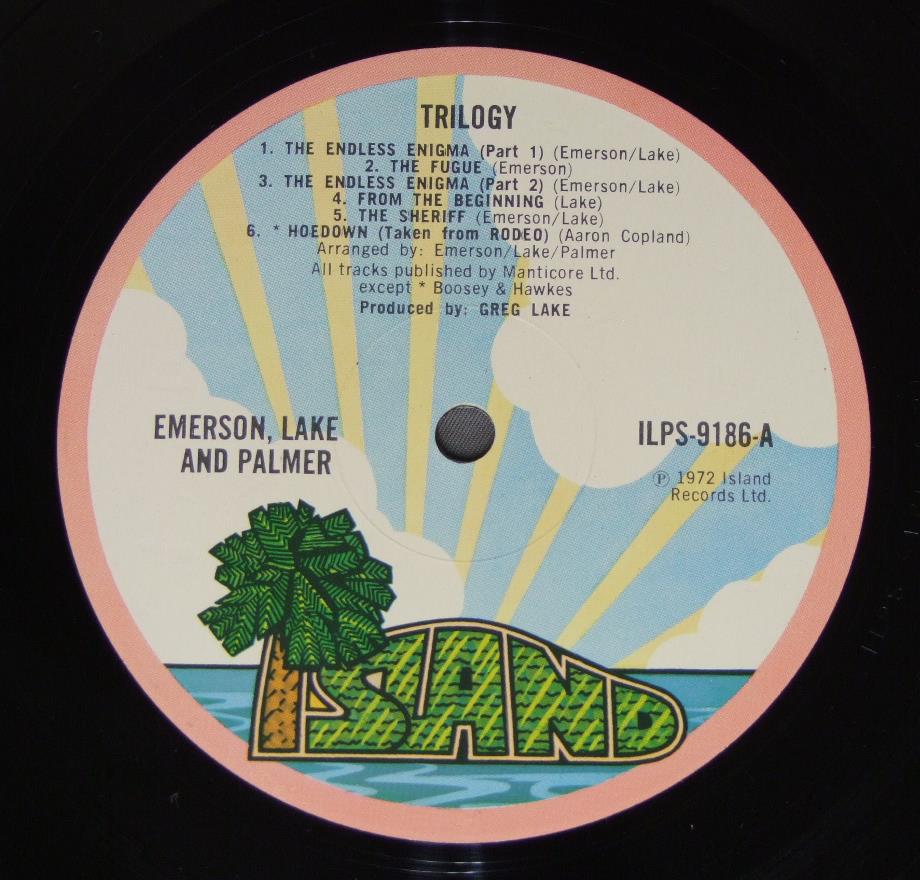 TRILOGY
1. THE ENDLESS ENIGMA (Part 1) (Emerson/Lake)
2. THE FUGUE (Emerson)
3. THE ENDLESS ENIGMA (Part 2) (Emerson/Lake)
4. FROM THE BEGINNING (Lake)
5. THE SHERIFF (Emerson/Lake)
6. * HOEDOWN (Taken from RODEO) (Aaron Copland)
Arranged by: Emerson/Lake/Palmer
All tracks published by Manticore Ltd.
except * Boosey & Hawkes
Produced by: GREG LAKE
EMERSON, LAKE
AND PALMER
ILPS-9186-A
℗ 1972 Island
Records Ltd.
ISLAND